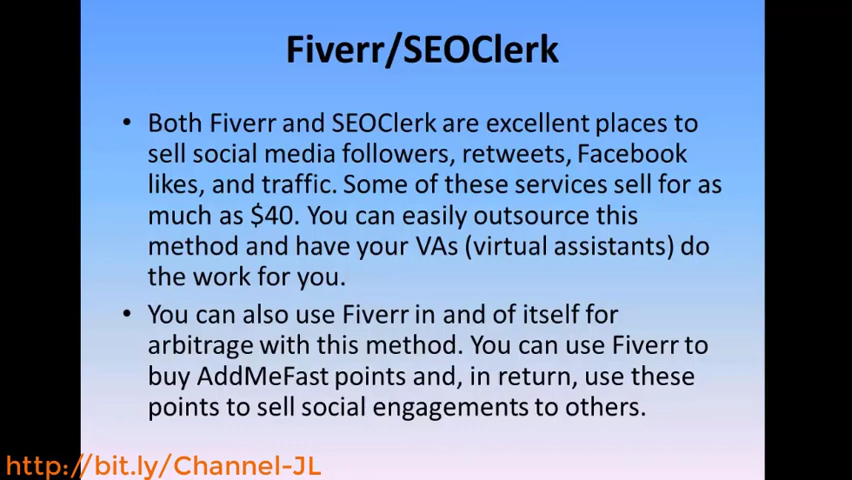 Fiverr/SEOClerk
• Both Fiverr and SEOClerk are excellent places to
sell social media followers, retweets, Facebook
likes, and traffic. Some of these services sell for as
much as $40. You can easily outsource this
method and have your VAs (virtual assistants) do
the work for you.
• You can also use Fiverr in and of itself for
arbitrage with this method. You can use Fiverr to
buy AddMeFast points and, in return, use these
points to sell social engagements to others.
http://bit.ly/Channel-JL